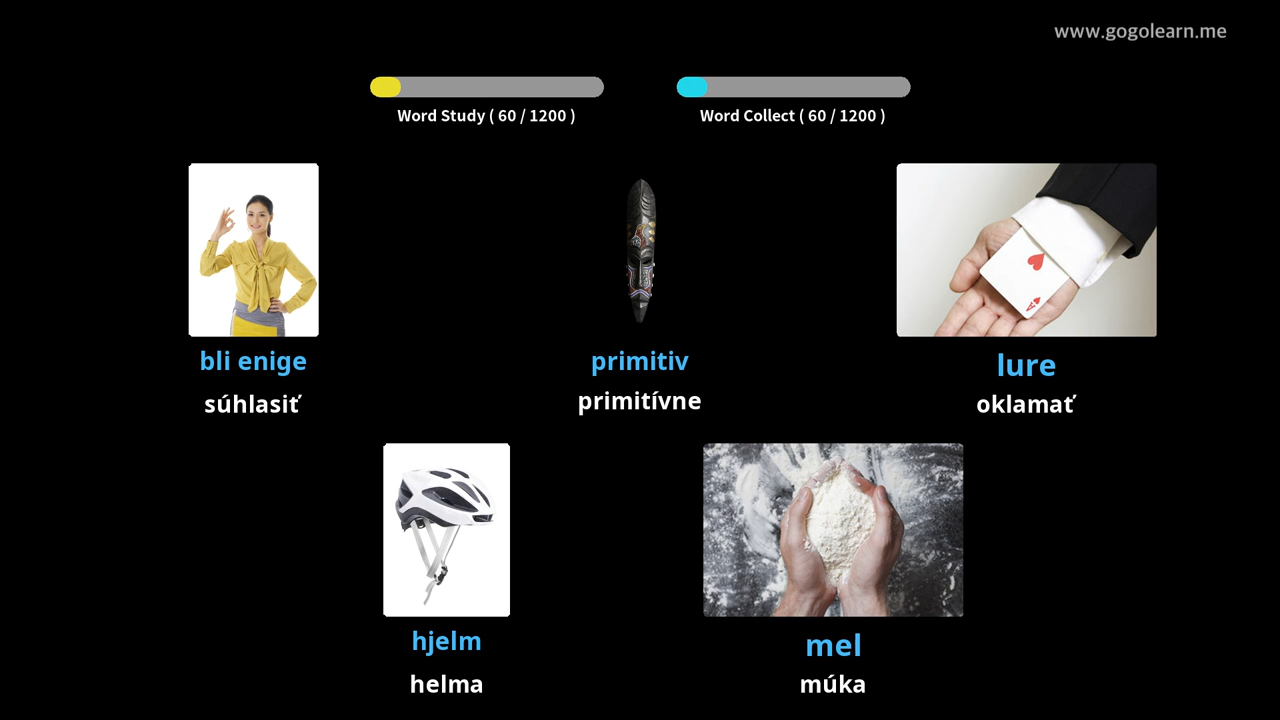 www.gogolearn.me
Word Study ( 60 / 1200 )
Word Collect ( 60 / 1200 )
bli enige
súhlasiť
primitiv
primitívne
lure
oklamať
hjelm
helma
mel
múka